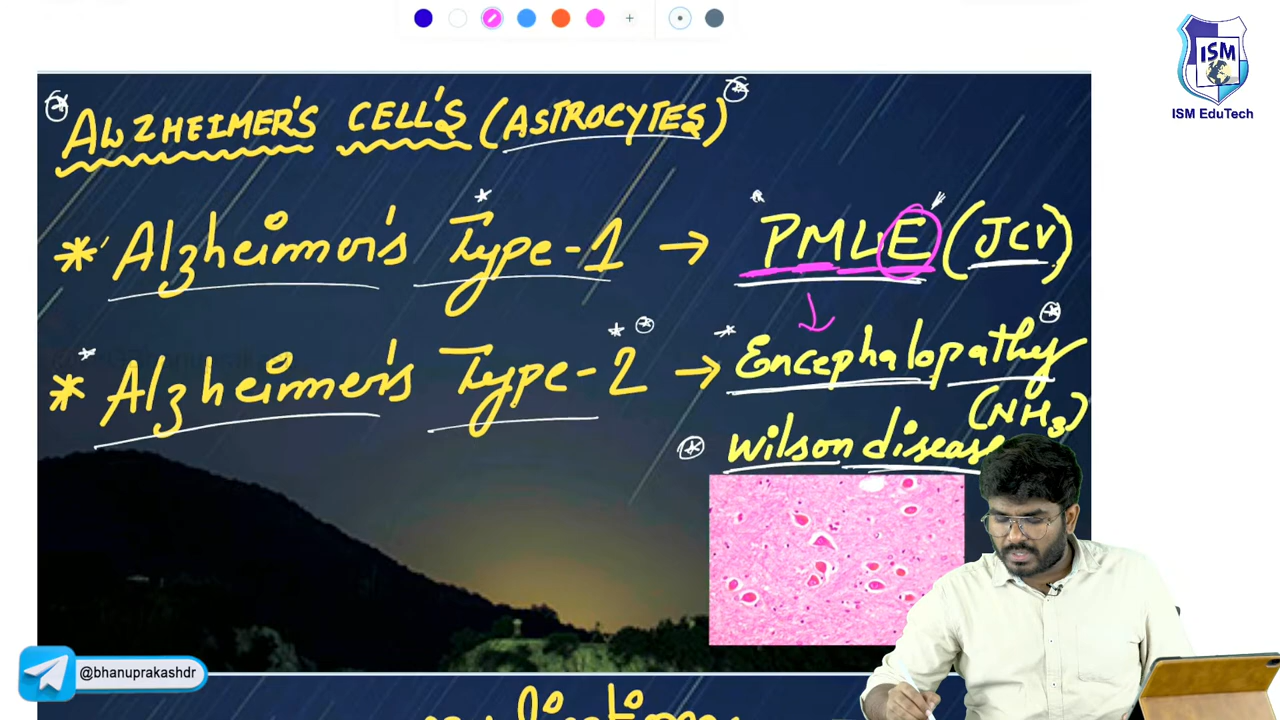 ISM
ISM EduTech
ALZHEIMER'S CELL'S (ASTROCYTES)
* Alzheimer's Type-1 → PMLE (JCV)
* Alzheimer's Type-2 → Encephalopathy
(NH3)
Wilson disease
@bhanuprakashdr